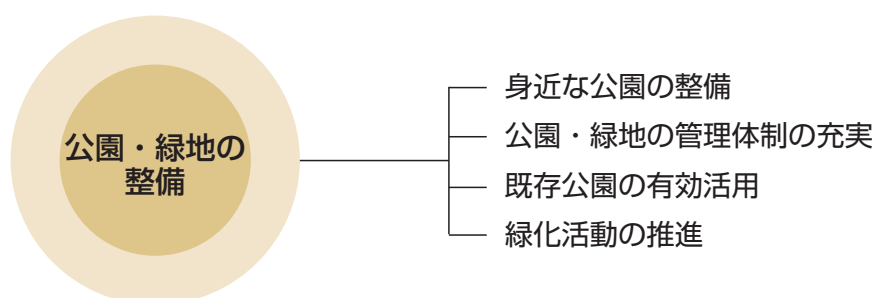 公園・緑地の
整備
身近な公園の整備
公園・緑地の管理体制の充実
既存公園の有効活用
緑化活動の推進